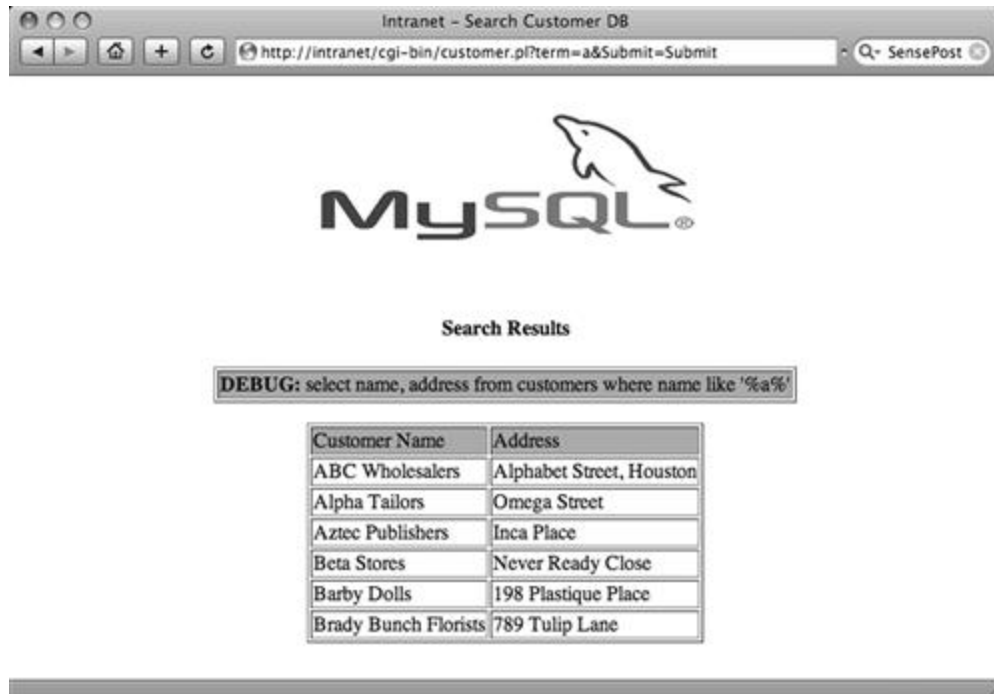 Intranet – Search Customer DB
http://intranet/cgi-bin/customer.pl?term=a&Submit=Submit
SensePost
MySQL®
Search Results
DEBUG: select name, address from customers where name like '%a%'
Customer Name Address
ABC Wholesalers Alphabet Street, Houston
Alpha Tailors Omega Street
Aztec Publishers Inca Place
Beta Stores Never Ready Close
Barby Dolls 198 Plastique Place
Brady Bunch Florists 789 Tulip Lane